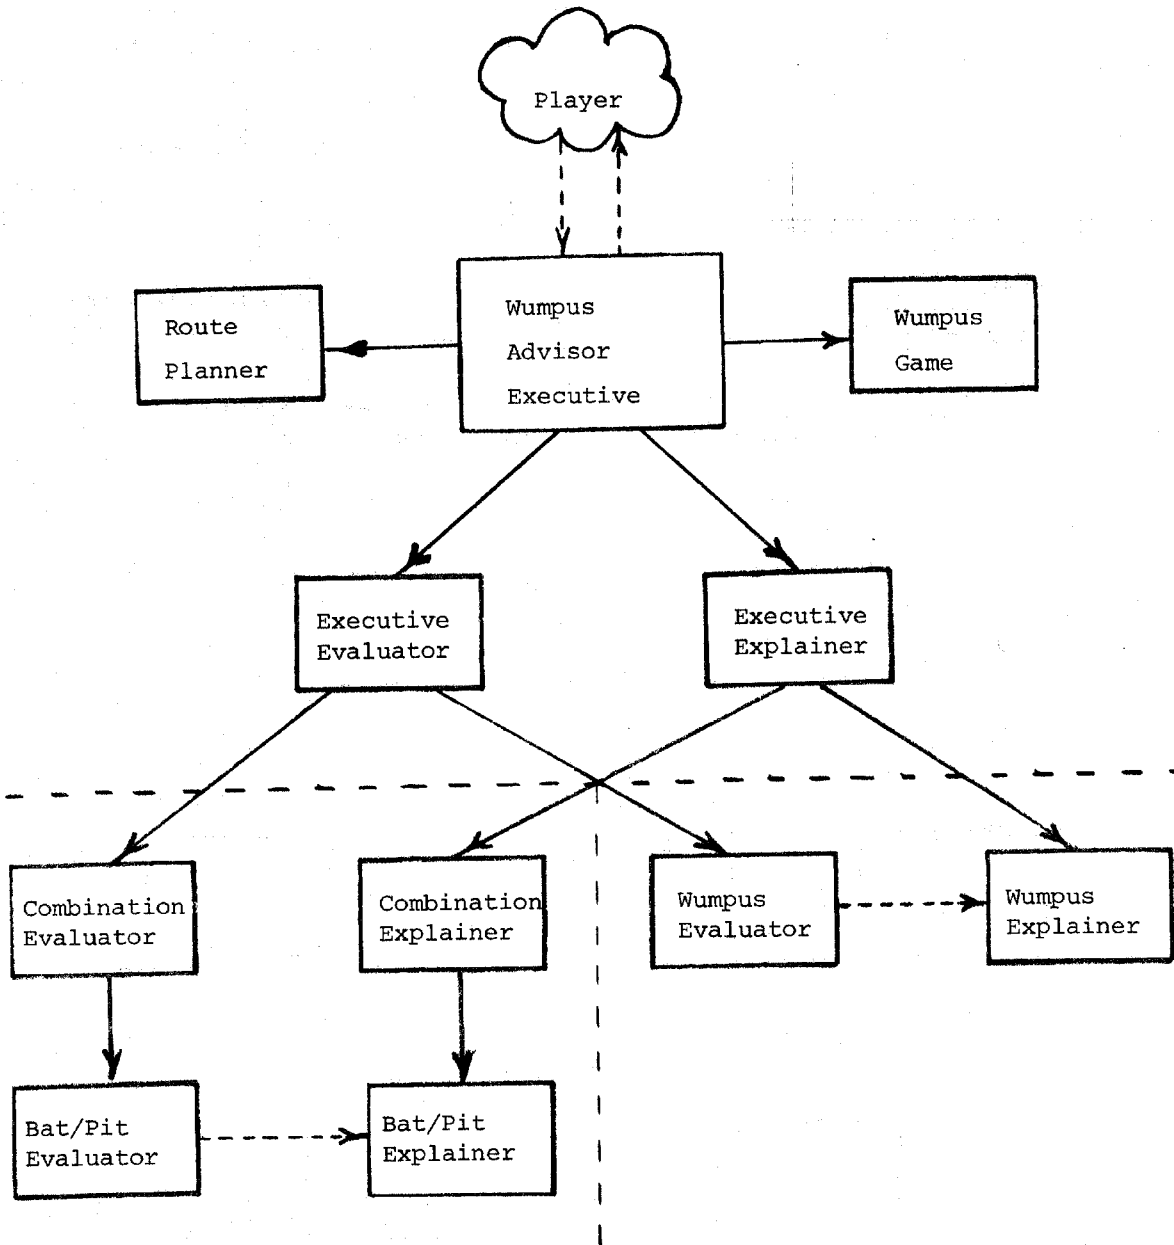 Player
Route
Planner
Wumpus
Advisor
Executive
Wumpus
Game
Executive
Evaluator
Executive
Explainer
Combination
Evaluator
Combination
Explainer
Wumpus
Evaluator
Wumpus
Explainer
Bat/Pit
Evaluator
Bat/Pit
Explainer